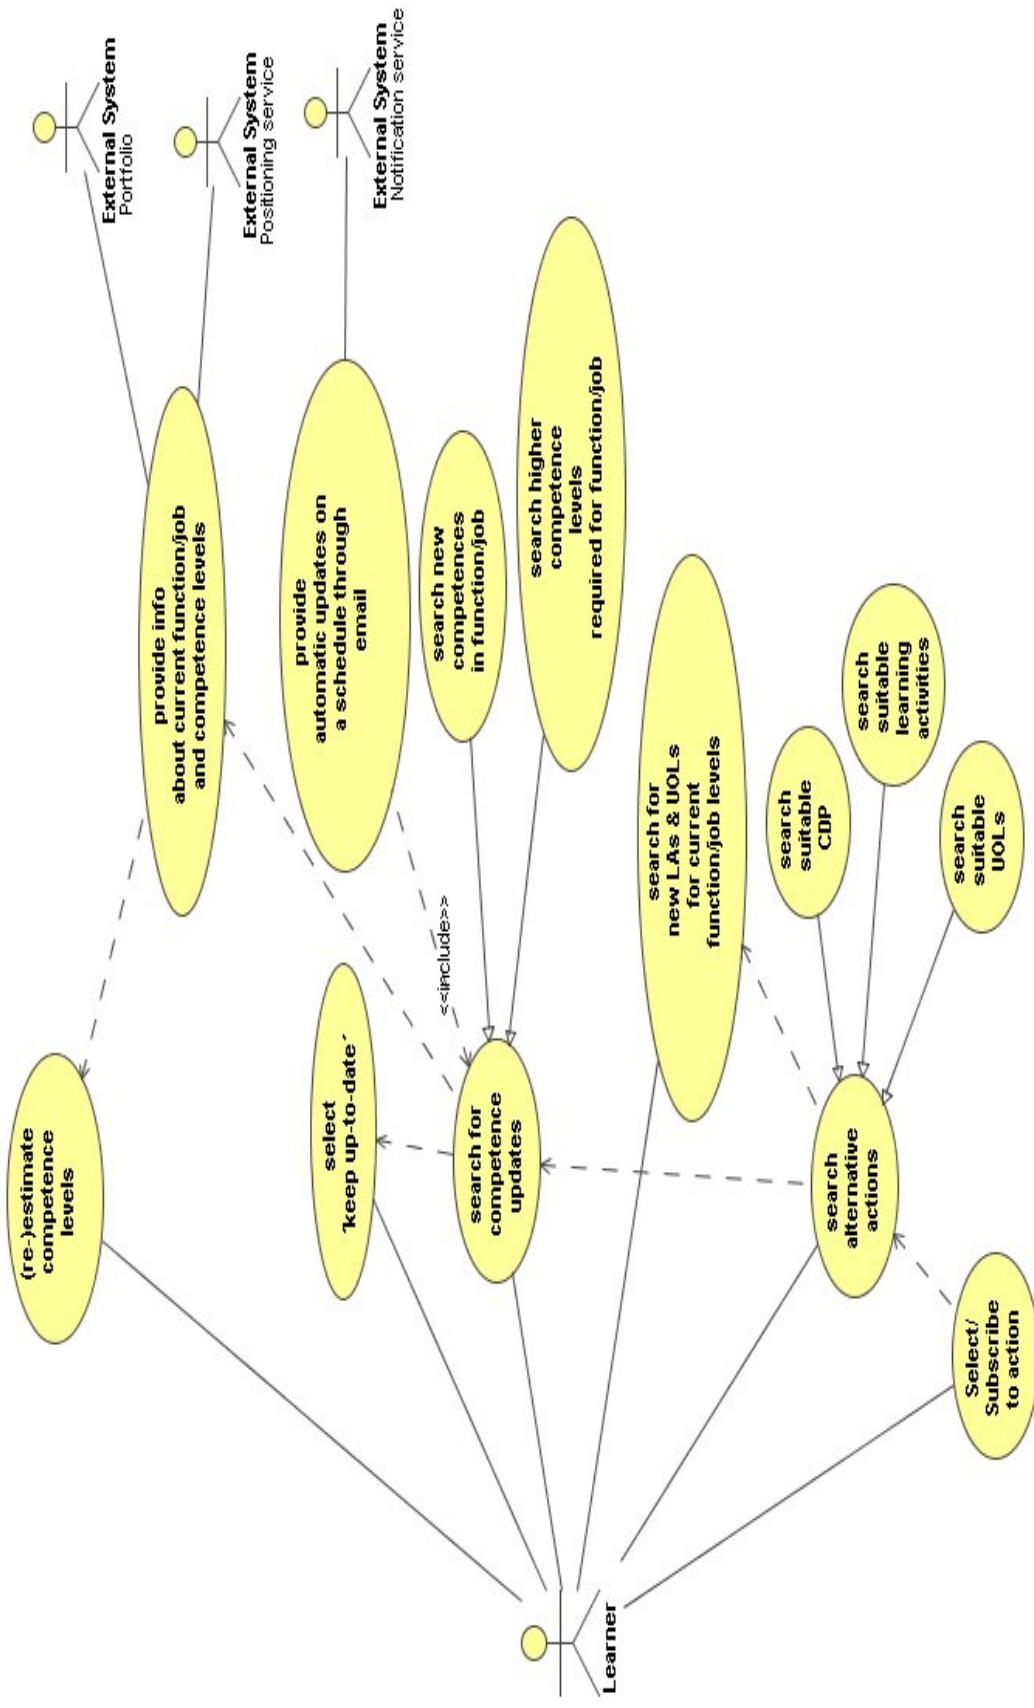 External System
Portfolio
External System
Positioning service
External System
Notification service
provide info
about current function/job
and competence levels
provide
automatic updates on
a schedule through
email
search new
competences
in function/job
search higher
competence
levels
required for function/job
search for
new LAs & UOLs
for current
function/job levels
search
suitable
CDP
search
suitable
learning
activities
search
suitable
UOLs
(re-)estimate
competence
levels
select
'keep up-to-date´
<<include>>
search for
competence
updates
search
alternative
actions
Select/
Subscribe
to action
Learner